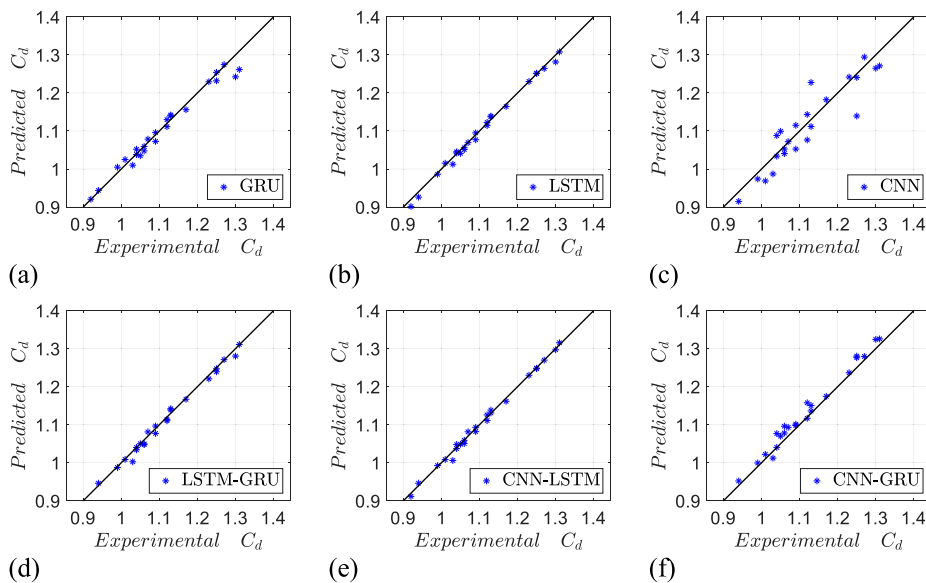 1.4
1.3
1.2
1.1
1
0.9
Predicted C_d
0.9 1 1.1 1.2 1.3 1.4
Experimental C_d
GRU
(a)
1.4
1.3
1.2
1.1
1
0.9
Predicted C_d
0.9 1 1.1 1.2 1.3 1.4
Experimental C_d
LSTM
(b)
1.4
1.3
1.2
1.1
1
0.9
Predicted C_d
0.9 1 1.1 1.2 1.3 1.4
Experimental C_d
CNN
(c)
1.4
1.3
1.2
1.1
1
0.9
Predicted C_d
0.9 1 1.1 1.2 1.3 1.4
Experimental C_d
LSTM-GRU
(d)
1.4
1.3
1.2
1.1
1
0.9
Predicted C_d
0.9 1 1.1 1.2 1.3 1.4
Experimental C_d
CNN-LSTM
(e)
1.4
1.3
1.2
1.1
1
0.9
Predicted C_d
0.9 1 1.1 1.2 1.3 1.4
Experimental C_d
CNN-GRU
(f)